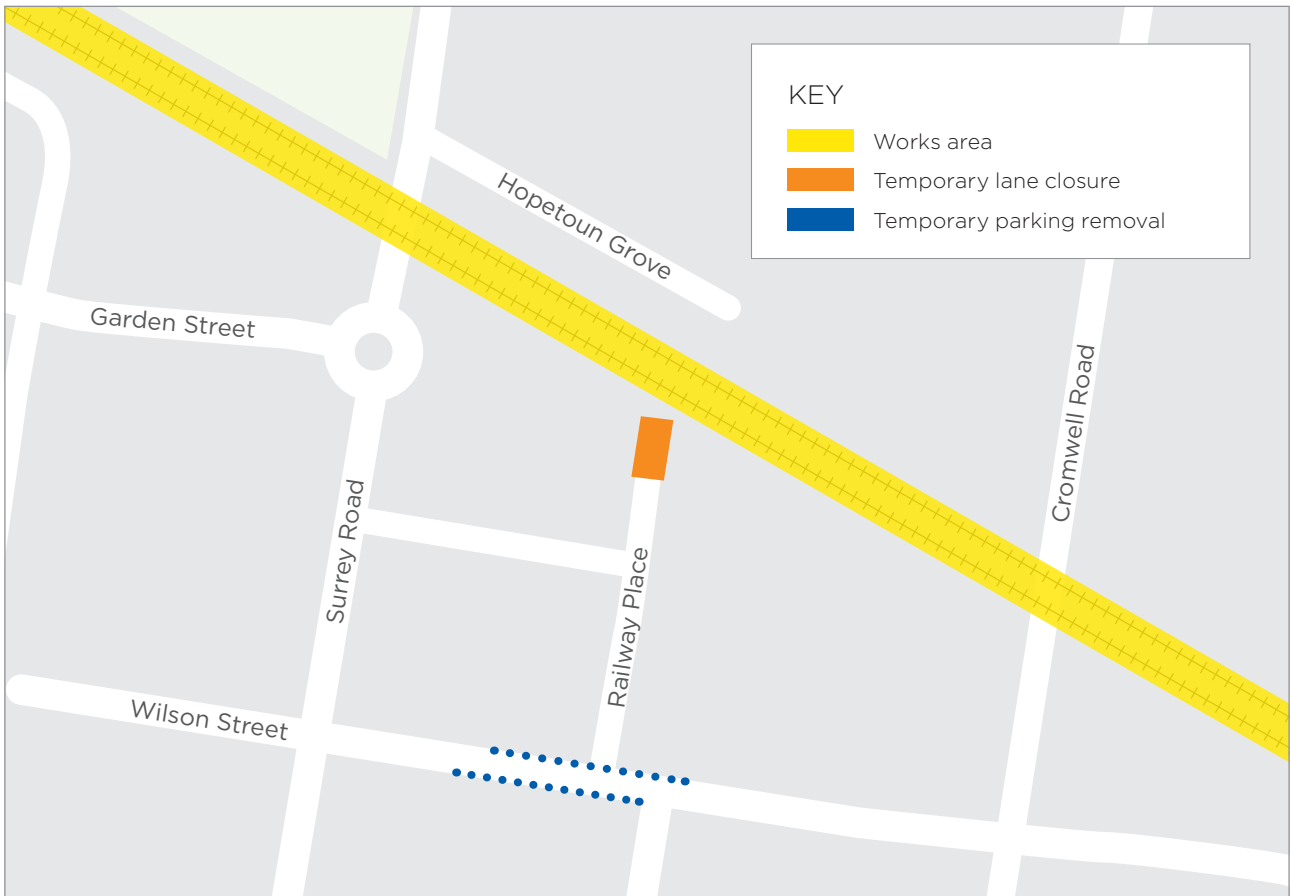 KEY
Works area
Temporary lane closure
Temporary parking removal
Hopetoun Grove
Garden Street
Cromwell Road
Surrey Road
Railway Place
Wilson Street